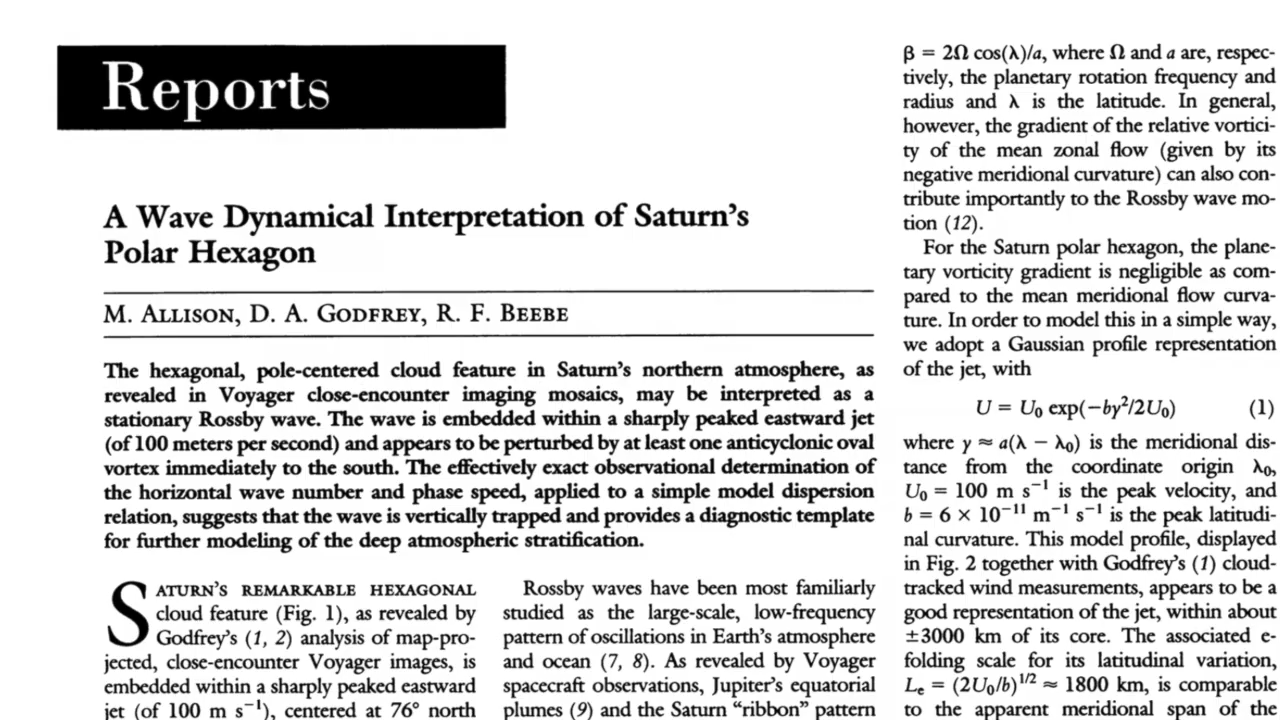 Reports
A Wave Dynamical Interpretation of Saturn's
Polar Hexagon
M. ALLISON, D. A. GODFREY, R. F. BEEBE
The hexagonal, pole-centered cloud feature in Saturn's northern atmosphere, as
revealed in Voyager close-encounter imaging mosaics, may be interpreted as a
stationary Rossby wave. The wave is embedded within a sharply peaked eastward jet
(of 100 meters per second) and appears to be perturbed by at least one anticyclonic oval
vortex immediately to the south. The effectively exact observational determination of
the horizontal wave number and phase speed, applied to a simple model dispersion
relation, suggests that the wave is vertically trapped and provides a diagnostic template
for further modeling of the deep atmospheric stratification.
SATURN'S REMARKABLE HEXAGONAL
cloud feature (Fig. 1), as revealed by
Godfrey's (1, 2) analysis of map-pro-
jected, close-encounter Voyager images, is
embedded within a sharply peaked eastward
jet (of 100 m s⁻¹), centered at 76° north
Rossby waves have been most familiarly
studied as the large-scale, low-frequency
pattern of oscillations in Earth's atmosphere
and ocean (7, 8). As revealed by Voyager
spacecraft observations, Jupiter's equatorial
plumes (9) and the Saturn "ribbon" pattern
β = 2Ω cos(λ)/a, where Ω and a are, respec-
tively, the planetary rotation frequency and
radius and λ is the latitude. In general,
however, the gradient of the relative vortici-
ty of the mean zonal flow (given by its
negative meridional curvature) can also con-
tribute importantly to the Rossby wave mo-
tion (12).
For the Saturn polar hexagon, the plane-
tary vorticity gradient is negligible as com-
pared to the mean meridional flow curva-
ture. In order to model this in a simple way,
we adopt a Gaussian profile representation
of the jet, with
U = U₀ exp(−by²/2U₀) (1)
where y ≈ a(λ − λ₀) is the meridional dis-
tance from the coordinate origin λ₀,
U₀ = 100 m s⁻¹ is the peak velocity, and
b = 6 × 10⁻¹¹ m⁻¹ s⁻¹ is the peak latitudi-
nal curvature. This model profile, displayed
in Fig. 2 together with Godfrey's (1) cloud-
tracked wind measurements, appears to be a
good representation of the jet, within about
±3000 km of its core. The associated e-
folding scale for its latitudinal variation,
Lₑ = (2U₀/b)¹ᐟ² ≈ 1800 km, is comparable
to the apparent meridional span of the